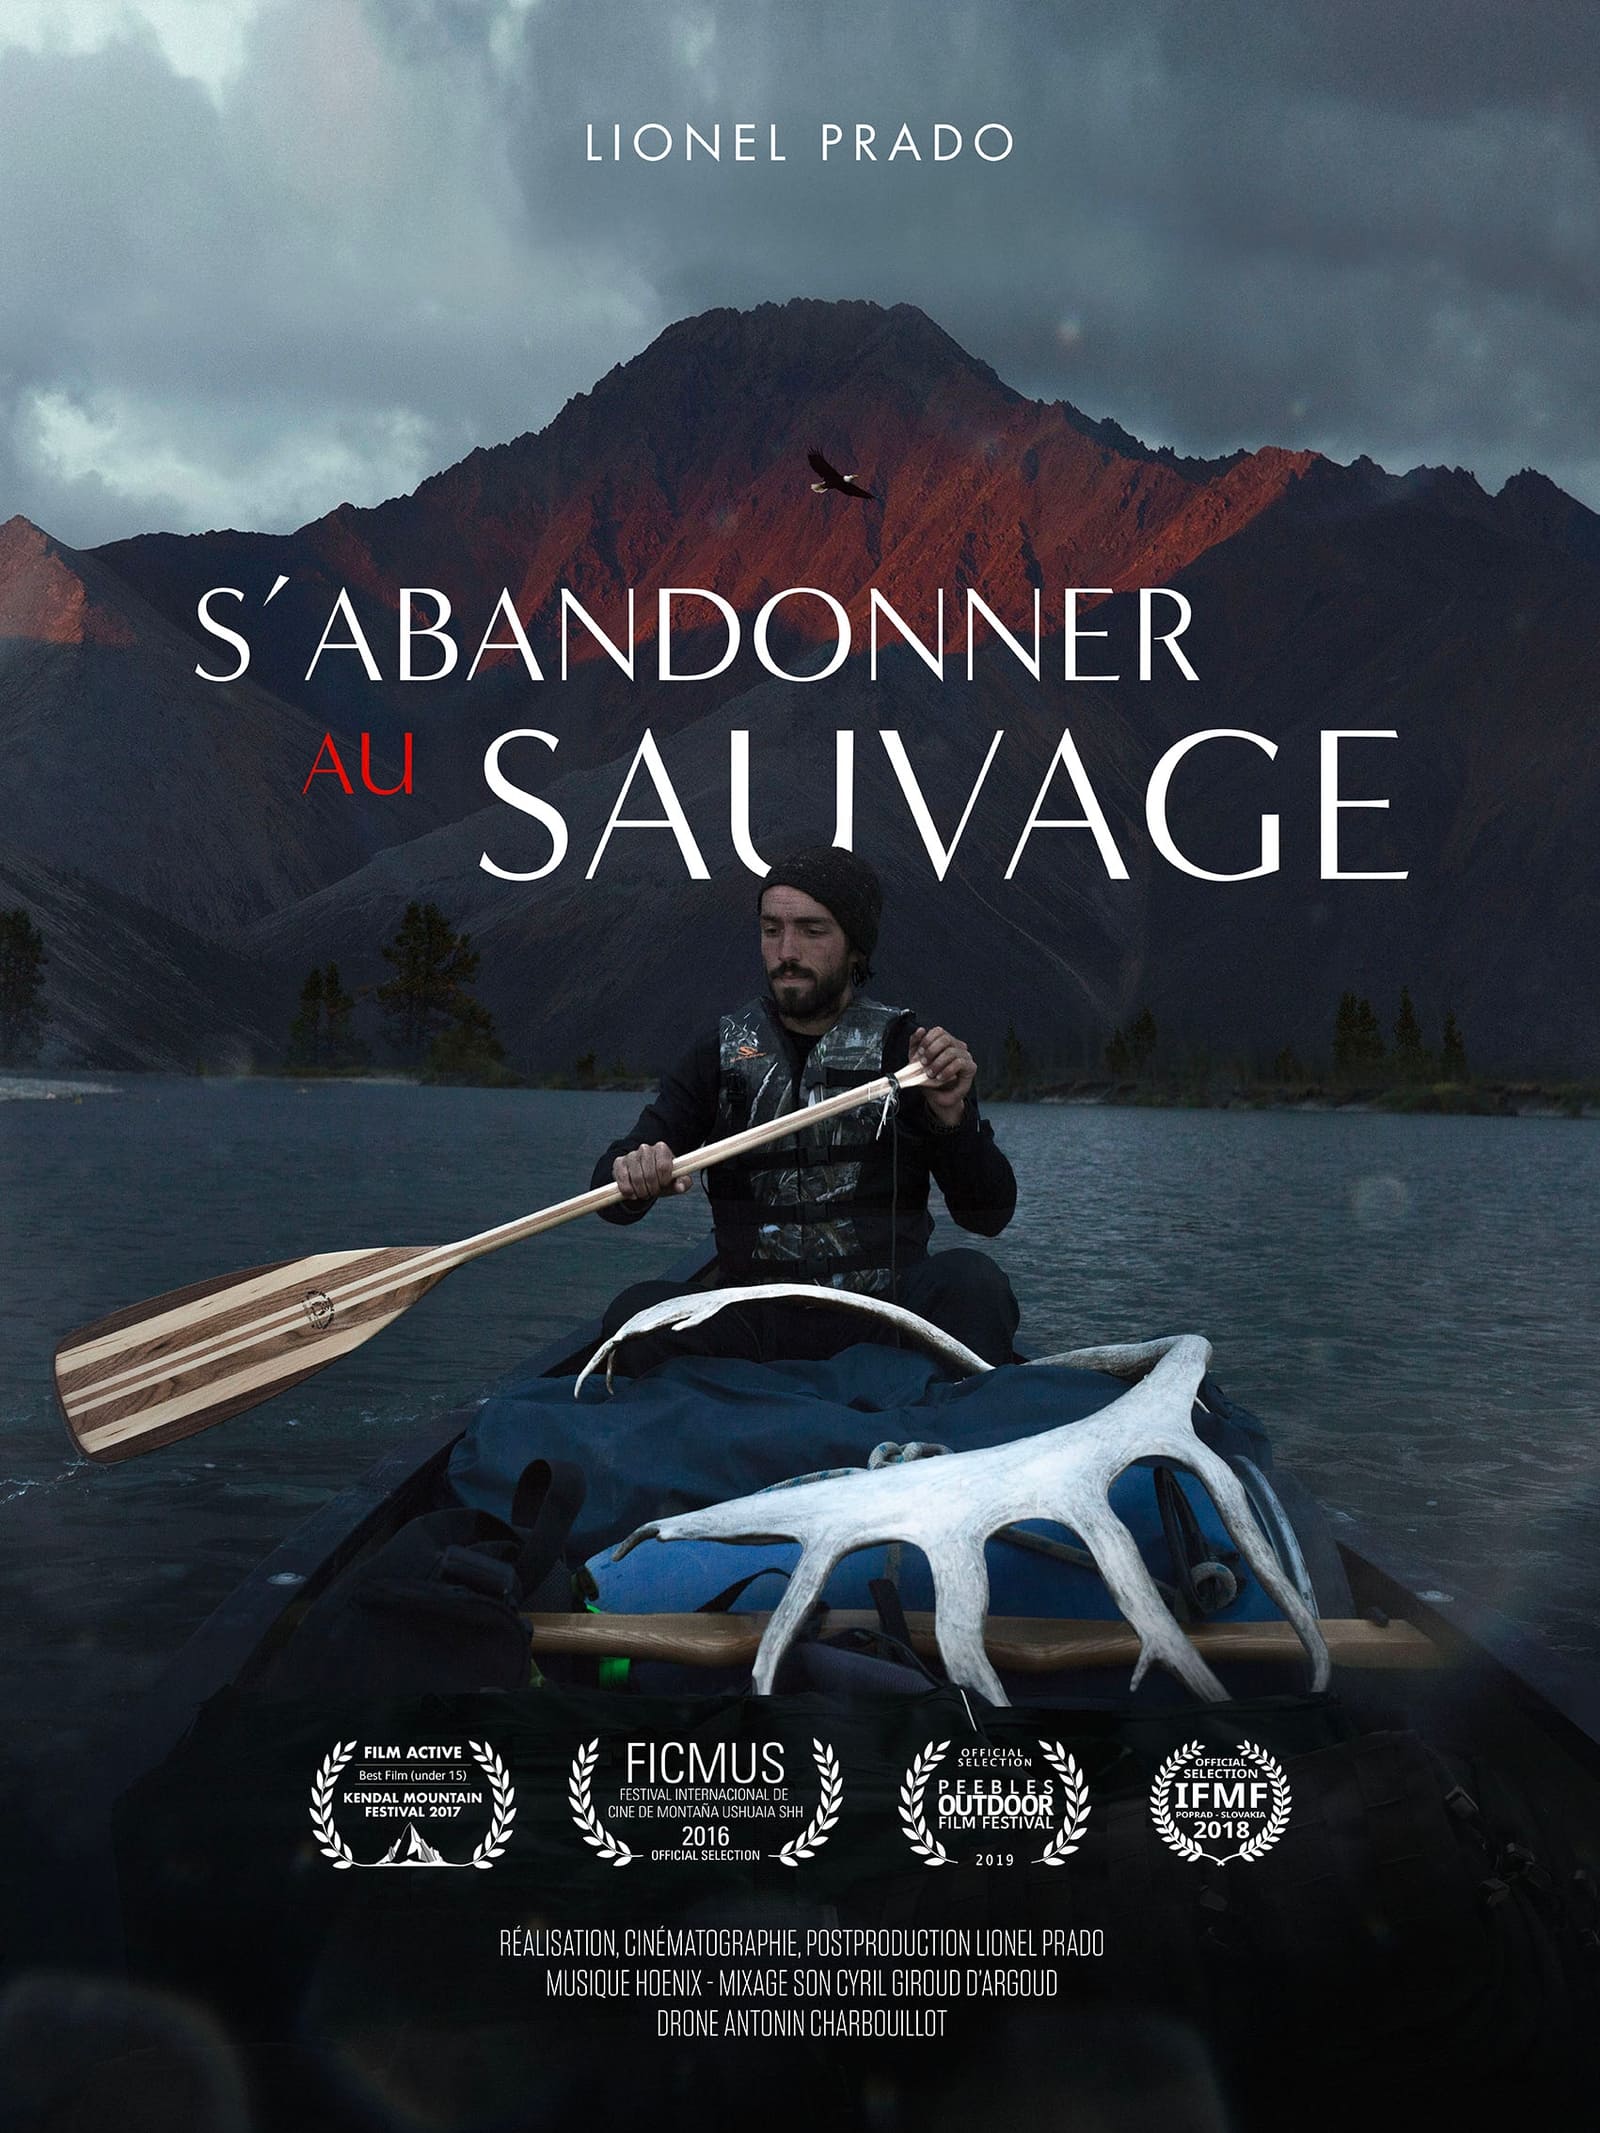 LIONEL PRADO
S´ABANDONNER
AU SAUVAGE
FILM ACTIVE
Best Film (under 15)
KENDAL MOUNTAIN
FESTIVAL 2017
FICMUS
FESTIVAL INTERNACIONAL DE
CINE DE MONTAÑA USHUAIA SHH
2016
OFFICIAL SELECTION
OFFICIAL
SELECTION
PEEBLES
OUTDOOR
FILM FESTIVAL
2019
OFFICIAL
SELECTION
IFMF
POPRAD - SLOVAKIA
2018
RÉALISATION, CINÉMATOGRAPHIE, POSTPRODUCTION LIONEL PRADO
MUSIQUE HOENIX - MIXAGE SON CYRIL GIROUD D'ARGOUD
DRONE ANTONIN CHARBOUILLOT